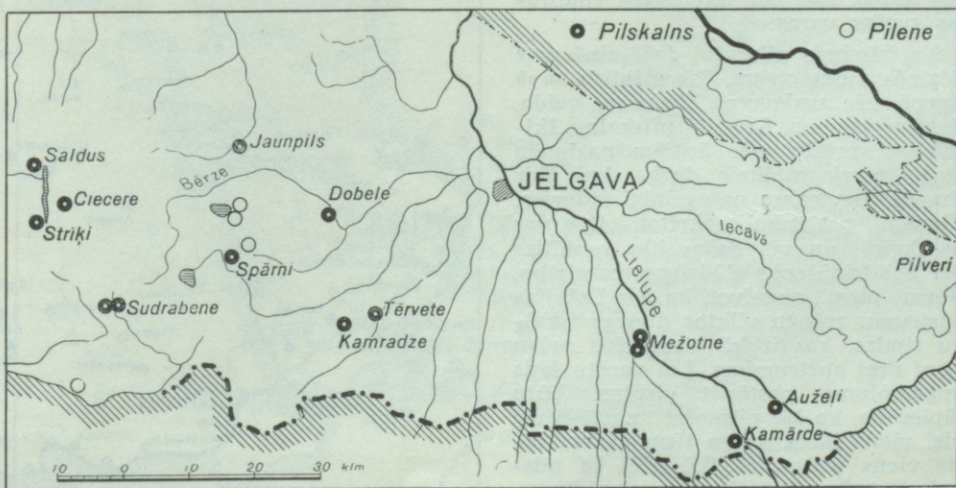 Pilskalns
Pilene
Saldus
Jaunpils
Bērze
Ciecere
Dobele
JELGAVA
Striķi
Iecava
Spārni
Pilveri
Lielupe
Sudrabene
Tērvete
Kamradze
Mežotne
Auželi
Kamārde
10 0 10 20 30 klm